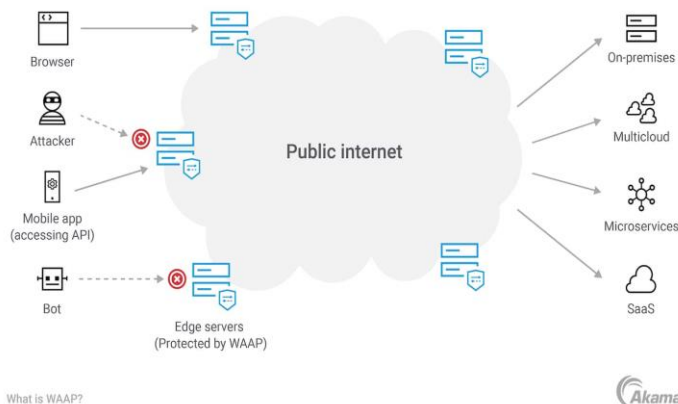 Browser
Attacker
Mobile app
(accessing API)
Bot
Edge servers
(Protected by WAAP)
Public internet
On-premises
Multicloud
Microservices
SaaS
What is WAAP?
Akamai